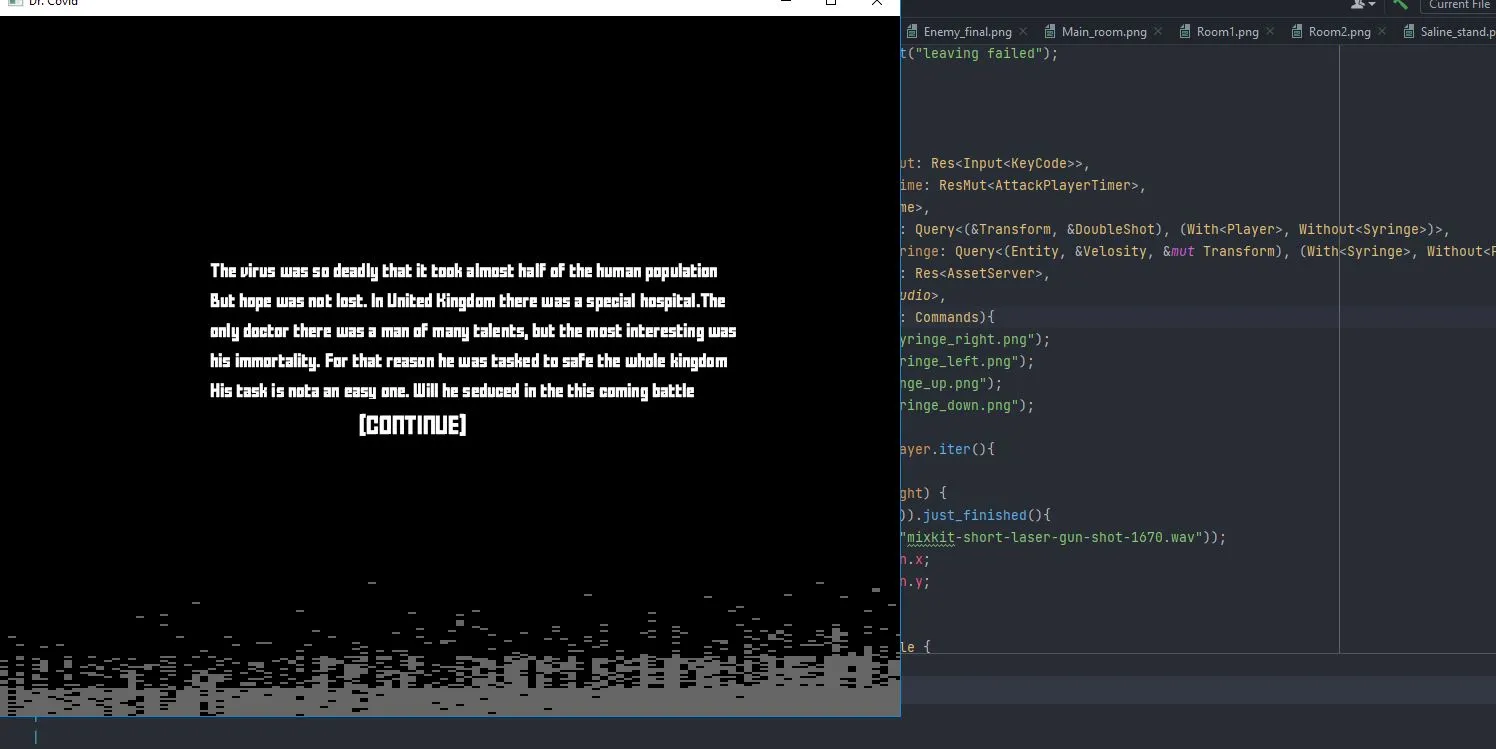 Dr. Covid
Current File
Enemy_final.png
Main_room.png
Room1.png
Room2.png
Saline_stand.p
t("leaving failed");
The virus was so deadly that it took almost half of the human population
But hope was not lost. In United Kingdom there was a special hospital.The
only doctor there was a man of many talents, but the most interesting was
his immortality. For that reason he was tasked to safe the whole kingdom
His task is nota an easy one. Will he seduced in the this coming battle
[CONTINUE]
ut: Res<Input<KeyCode>>,
ime: ResMut<AttackPlayerTimer>,
me>,
: Query<(&Transform, &DoubleShot), (With<Player>, Without<Syringe>)>,
ringe: Query<(Entity, &Velosity, &mut Transform), (With<Syringe>, Without<P
: Res<AssetServer>,
udio>,
: Commands){
yringe_right.png");
ringe_left.png");
nge_up.png");
ringe_down.png");
ayer.iter(){
ght) {
)).just_finished(){
"mixkit-short-laser-gun-shot-1670.wav"));
n.x;
n.y;
le {